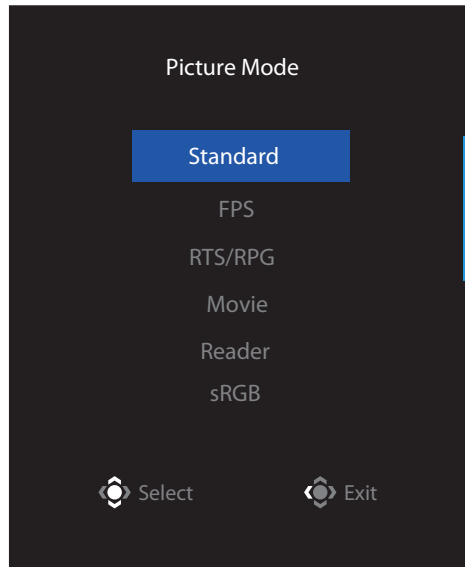 Picture Mode
Standard
FPS
RTS/RPG
Movie
Reader
sRGB
Select Exit